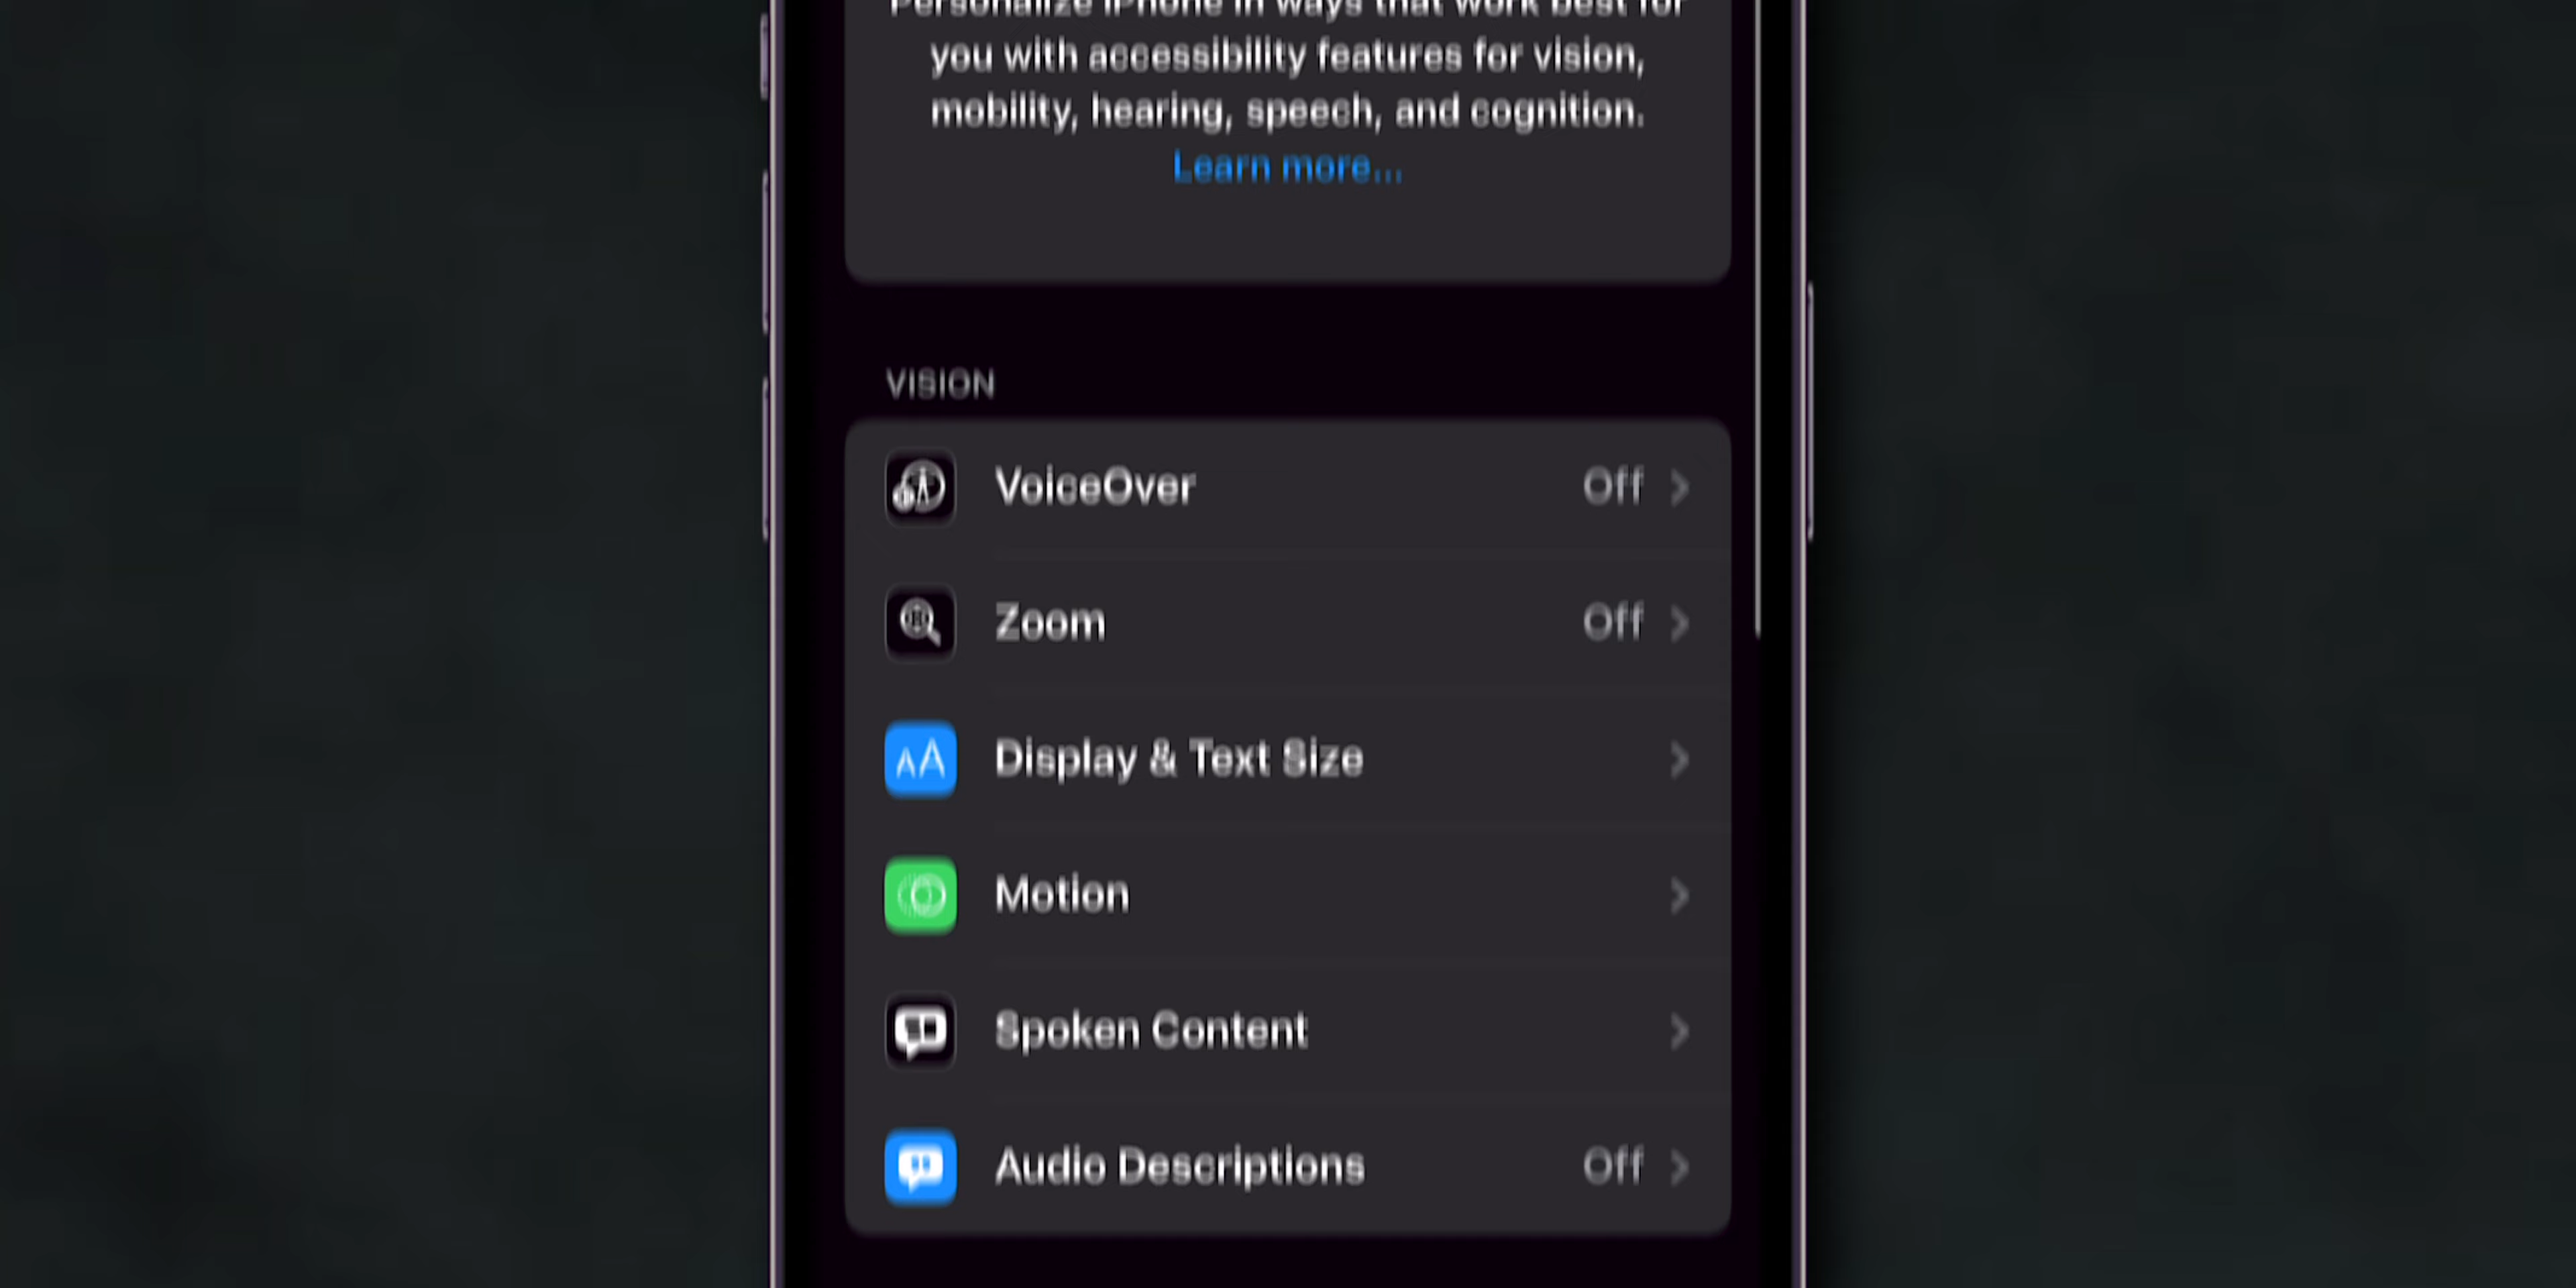 Personalize iPhone in ways that work best for
you with accessibility features for vision,
mobility, hearing, speech, and cognition.
Learn more...
VISION
VoiceOver Off
Zoom Off
AA Display & Text Size
Motion
Spoken Content
Audio Descriptions Off